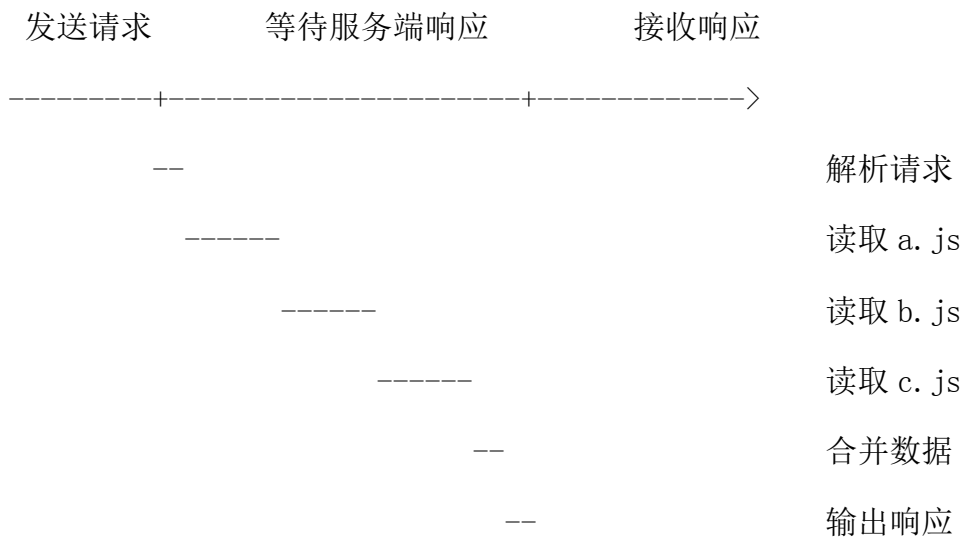 发送请求 等待服务端响应 接收响应
---------+----------------------+------------->
-- 解析请求
------ 读取 a.js
------ 读取 b.js
------ 读取 c.js
-- 合并数据
-- 输出响应